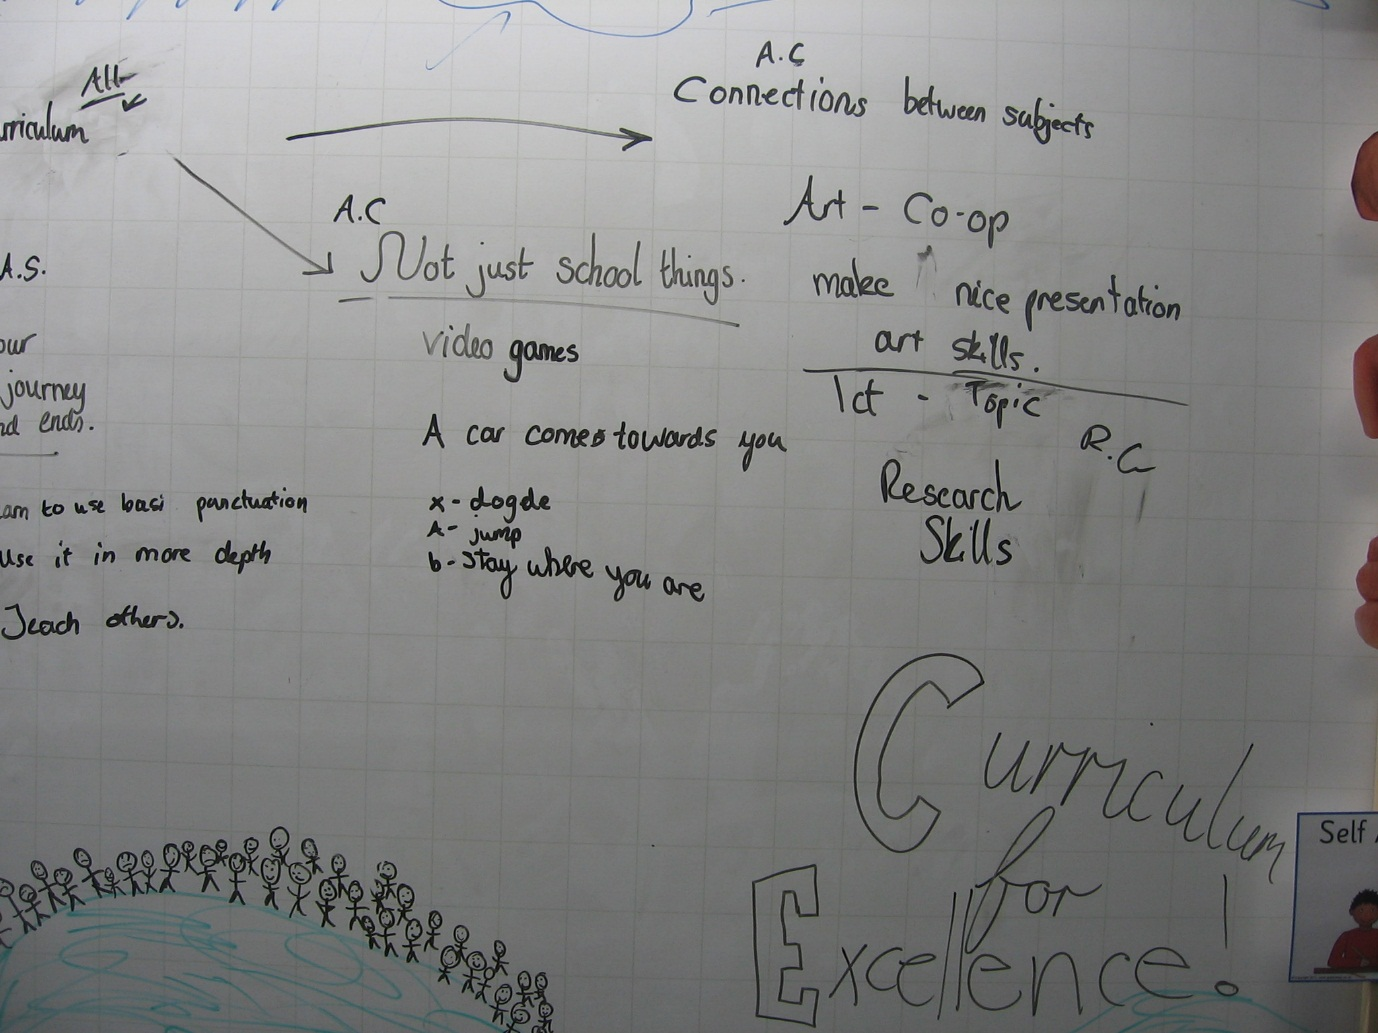 All
rriculum
A.C
Connections between subjects
A.C
Not just school things.
video games
A car comes towards you
x - dogde
A - jump
b - Stay where you are
Art - Co-op
make nice presentation
art skills.
Ict - Topic
R.C
Research
Skills
A.S.
our
journey
nd ends.
am to use basi punctuation
use it in more depth
Teach others.
Curriculum
for
Excellence!
Self